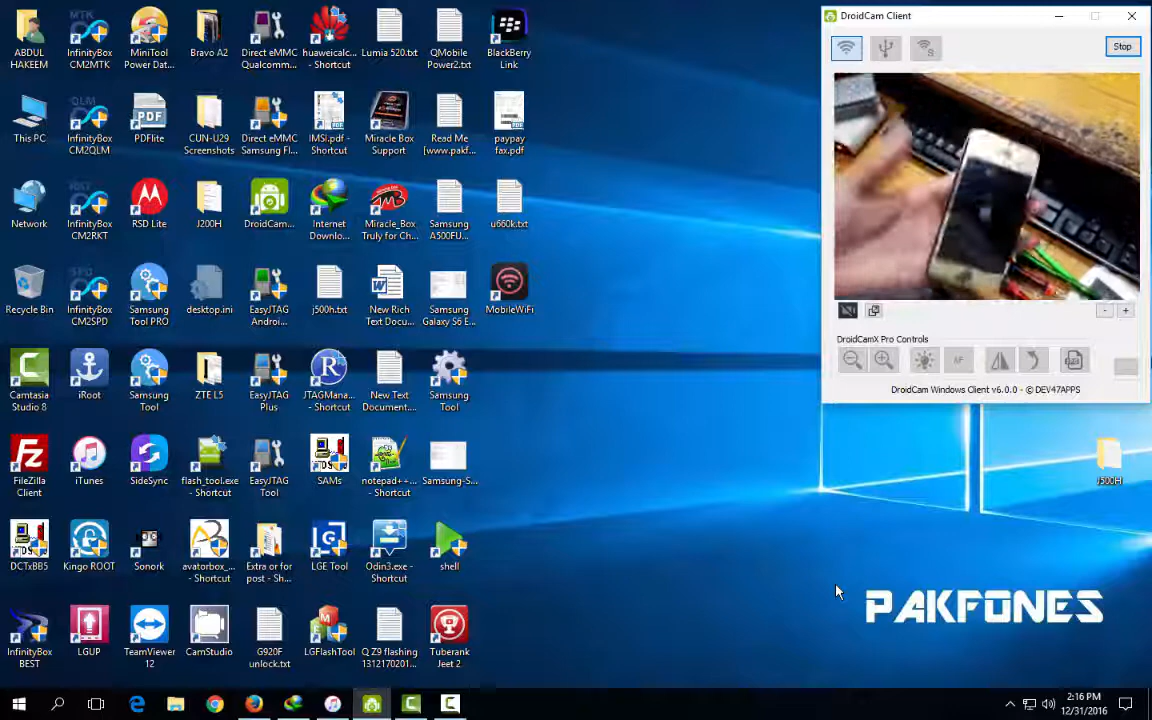 ABDUL
HAKEEM
InfinityBox
CM2MTK
MiniTool
Power Dat...
Bravo A2
Direct eMMC
Qualcomm...
huaweicalc...
- Shortcut
Lumia 520.txt
QMobile
Power2.txt
BlackBerry
Link
This PC
InfinityBox
CM2QLM
PDFlite
CUN-U29
Screenshots
Direct eMMC
Samsung Fl...
IMSI.pdf -
Shortcut
Miracle Box
Support
Read Me
[www.pakf...
paypay
fax.pdf
Network
InfinityBox
CM2RKT
RSD Lite
J200H
DroidCam...
Internet
Downlo...
Miracle_Box
Truly for Ch...
Samsung
A500FU...
u660k.txt
Recycle Bin
InfinityBox
CM2SPD
Samsung
Tool PRO
desktop.ini
EasyJTAG
Androi...
j500h.txt
New Rich
Text Docu...
Samsung
Galaxy S6 E...
MobileWiFi
Camtasia
Studio 8
iRoot
Samsung
Tool
ZTE L5
EasyJTAG
Plus
JTAGMana...
- Shortcut
New Text
Document....
Samsung
Tool
FileZilla
Client
iTunes
SideSync
flash_tool.exe
- Shortcut
EasyJTAG
Tool
SAMs
notepad++...
- Shortcut
Samsung-S...
DCTxBB5
Kingo ROOT
Sonork
avatorbox_...
- Shortcut
Extra or for
post - Sh...
LGE Tool
Odin3.exe -
Shortcut
shell
InfinityBox
BEST
LGUP
TeamViewer
12
CamStudio
G920F
unlock.txt
LGFlashTool
Q Z9 flashing
1312170201...
Tuberank
Jeet 2
DroidCam Client
Stop
DroidCamX Pro Controls
AF
DroidCam Windows Client v6.0.0 - © DEV47APPS
J500H
PAKFONES
2:16 PM
12/31/2016